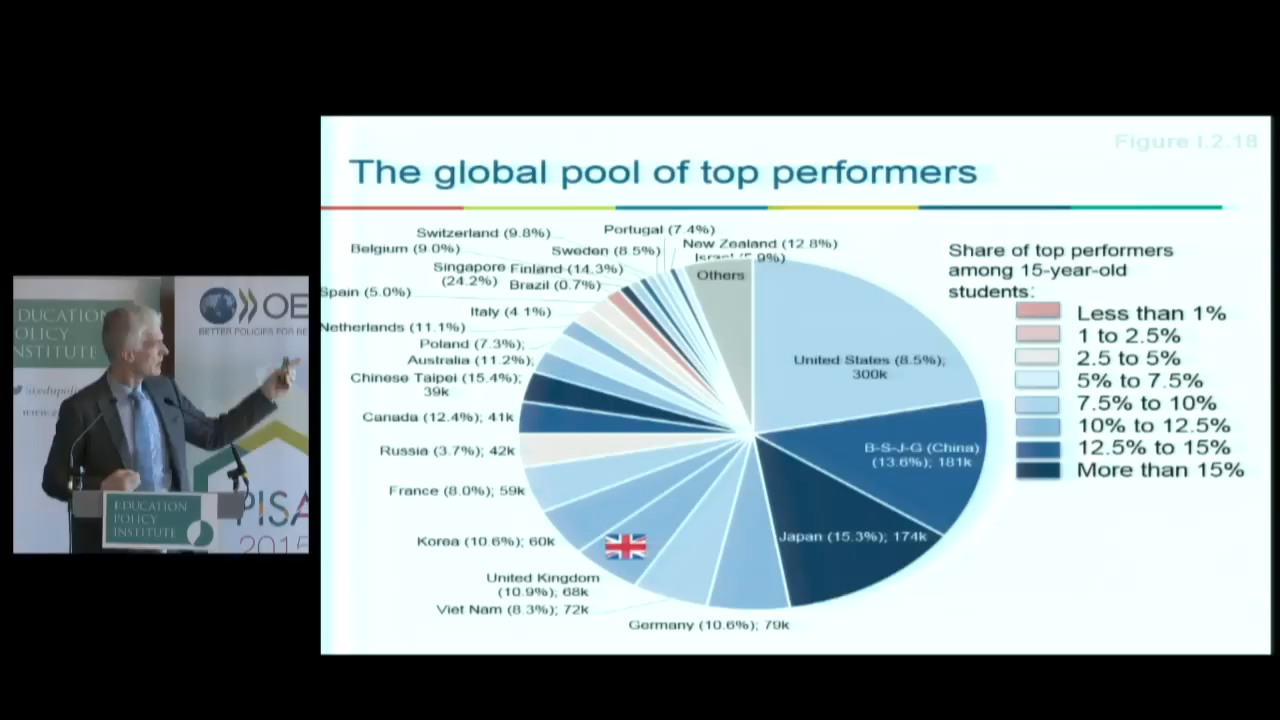 Figure I.2.18
The global pool of top performers
Switzerland (9.8%)
Portugal (7.4%)
Belgium (9.0%)
Sweden (8.5%)
New Zealand (12.8%)
Singapore
(24.2%)
Finland (14.3%)
Brazil (0.7%)
Others
Spain (5.0%)
Italy (4.1%)
Netherlands (11.1%)
Poland (7.3%);
Australia (11.2%);
Chinese Taipei (15.4%);
39k
Canada (12.4%); 41k
Russia (3.7%); 42k
France (8.0%); 59k
Korea (10.6%); 60k
United Kingdom
(10.9%); 68k
Viet Nam (8.3%); 72k
Germany (10.6%); 79k
United States (8.5%);
300k
B-S-J-G (China)
(13.6%); 181k
Japan (15.3%); 174k
Share of top performers
among 15-year-old
students:
Less than 1%
1 to 2.5%
2.5 to 5%
5% to 7.5%
7.5% to 10%
10% to 12.5%
12.5% to 15%
More than 15%
DUCATION
OLICY
NSTITUTE
OE
BETTER POLICIES FOR BE
EDUCATION
POLICY
INSTITUTE
PISA
2015